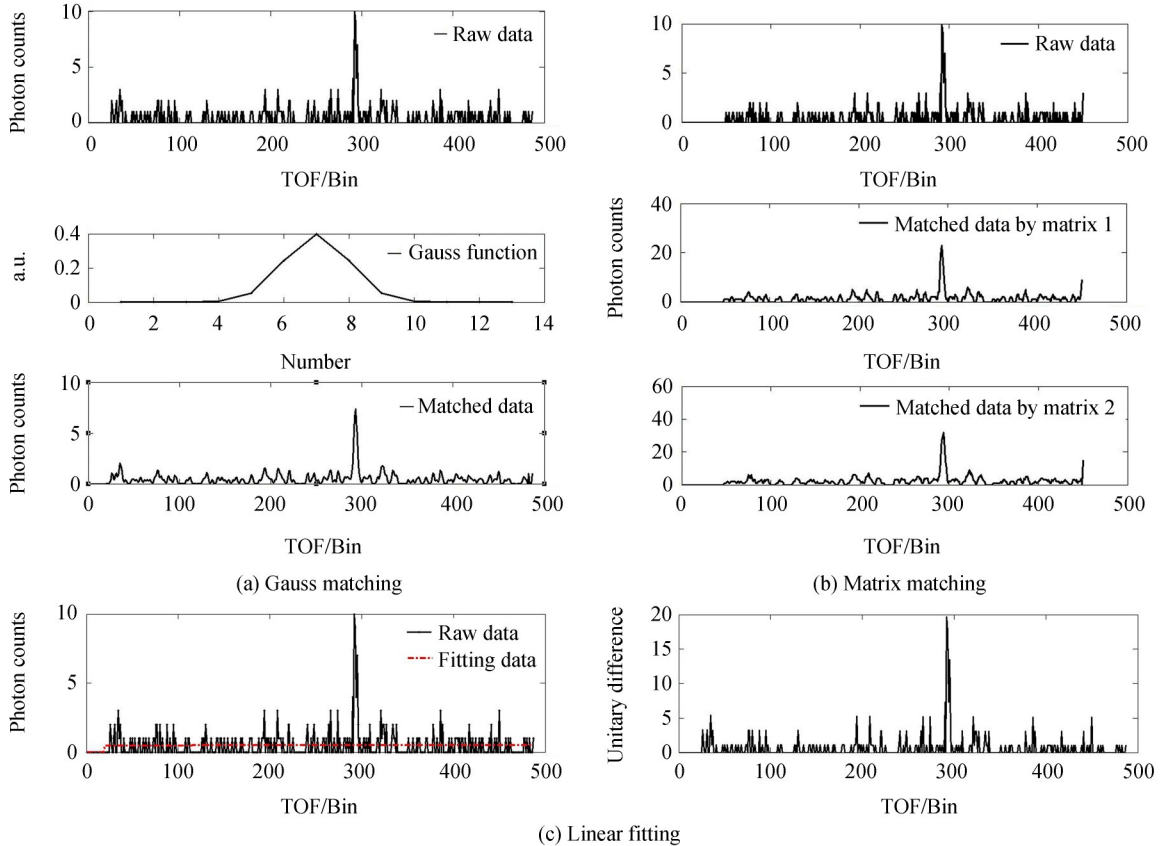 Photon counts
10
5
0
Raw data
0 100 200 300 400 500
TOF/Bin
a.u.
0.4
0.2
0
Gauss function
0 2 4 6 8 10 12 14
Number
Photon counts
10
5
0
Matched data
0 100 200 300 400 500
TOF/Bin
(a) Gauss matching
10
5
0
Raw data
0 100 200 300 400 500
TOF/Bin
Photon counts
40
20
0
Matched data by matrix 1
0 100 200 300 400 500
TOF/Bin
60
40
20
0
Matched data by matrix 2
0 100 200 300 400 500
TOF/Bin
(b) Matrix matching
Photon counts
10
5
0
Raw data
Fitting data
0 100 200 300 400 500
TOF/Bin
Unitary difference
20
15
10
5
0
0 100 200 300 400 500
TOF/Bin
(c) Linear fitting